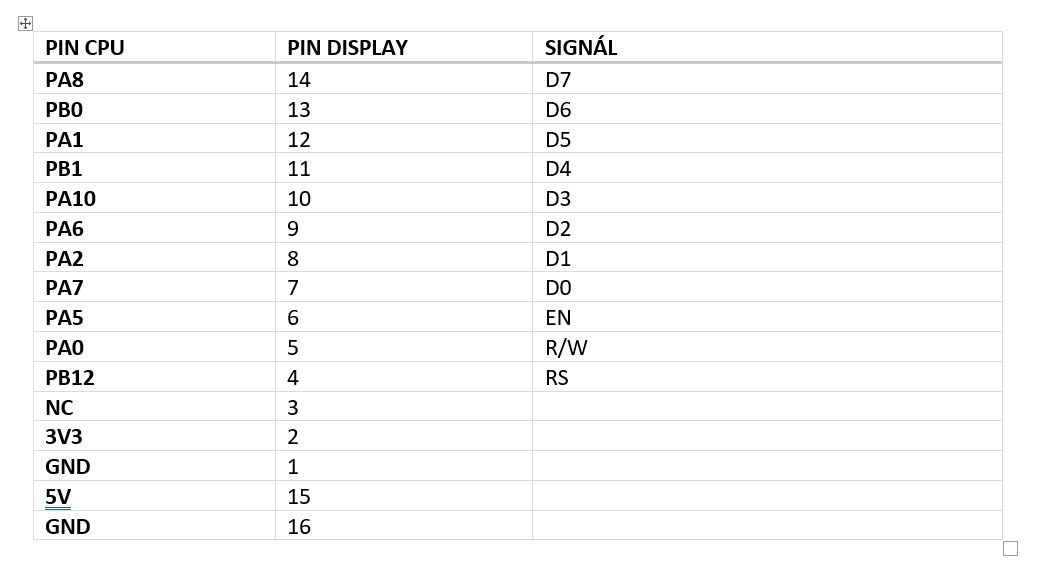 PIN CPU PIN DISPLAY SIGNÁL
PA8 14 D7
PB0 13 D6
PA1 12 D5
PB1 11 D4
PA10 10 D3
PA6 9 D2
PA2 8 D1
PA7 7 D0
PA5 6 EN
PA0 5 R/W
PB12 4 RS
NC 3
3V3 2
GND 1
5V 15
GND 16